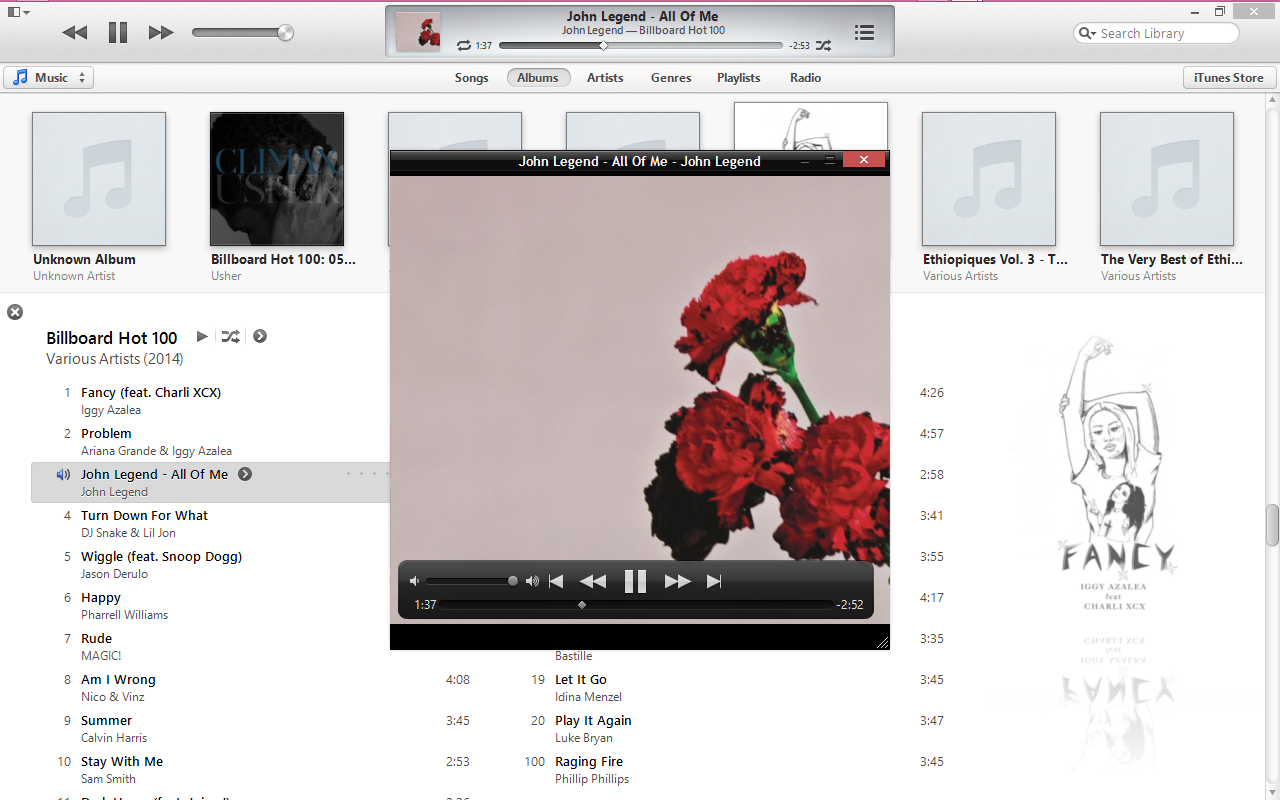 John Legend - All Of Me
John Legend — Billboard Hot 100
1:37
-2:53
Search Library
Music
Songs
Albums
Artists
Genres
Playlists
Radio
iTunes Store
CLIMAX
USHER
Unknown Album
Unknown Artist
Billboard Hot 100: 05...
Usher
Ethiopiques Vol. 3 - T...
Various Artists
The Very Best of Ethi...
Various Artists
John Legend - All Of Me - John Legend
1:37
-2:52
Billboard Hot 100
Various Artists (2014)
1 Fancy (feat. Charli XCX)
Iggy Azalea
2 Problem
Ariana Grande & Iggy Azalea
John Legend - All Of Me
John Legend
4 Turn Down For What
DJ Snake & Lil Jon
5 Wiggle (feat. Snoop Dogg)
Jason Derulo
6 Happy
Pharrell Williams
7 Rude
MAGIC!
8 Am I Wrong 4:08
Nico & Vinz
9 Summer 3:45
Calvin Harris
10 Stay With Me 2:53
Sam Smith
4:26
4:57
2:58
3:41
3:55
4:17
3:35
Bastille
19 Let It Go 3:45
Idina Menzel
20 Play It Again 3:47
Luke Bryan
100 Raging Fire 3:45
Phillip Phillips
FANCY
IGGY AZALEA
feat
CHARLI XCX